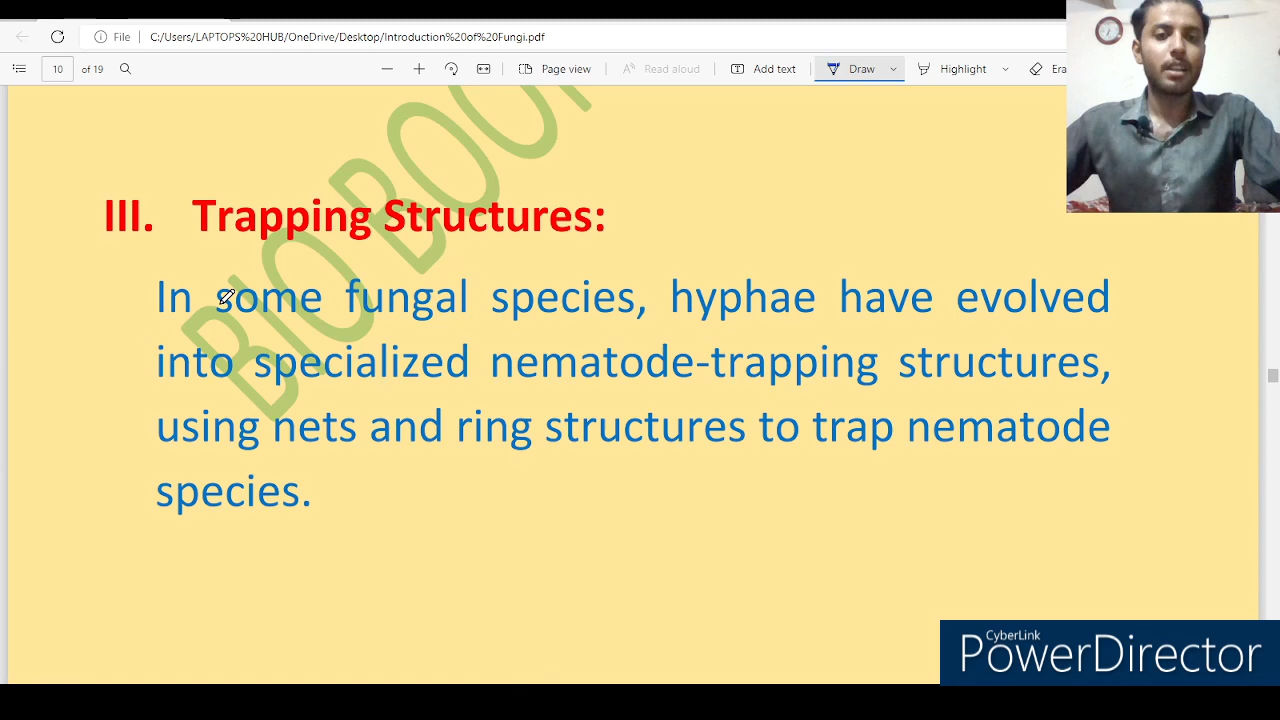 File
C:/Users/LAPTOPS%20HUB/OneDrive/Desktop/Introduction%20of%20Fungi.pdf
10 of 19
Page view
Read aloud
Add text
Draw
Highlight
BIO
III. Trapping Structures:
In some fungal species, hyphae have evolved
into specialized nematode-trapping structures,
using nets and ring structures to trap nematode
species.
CyberLink
PowerDirector